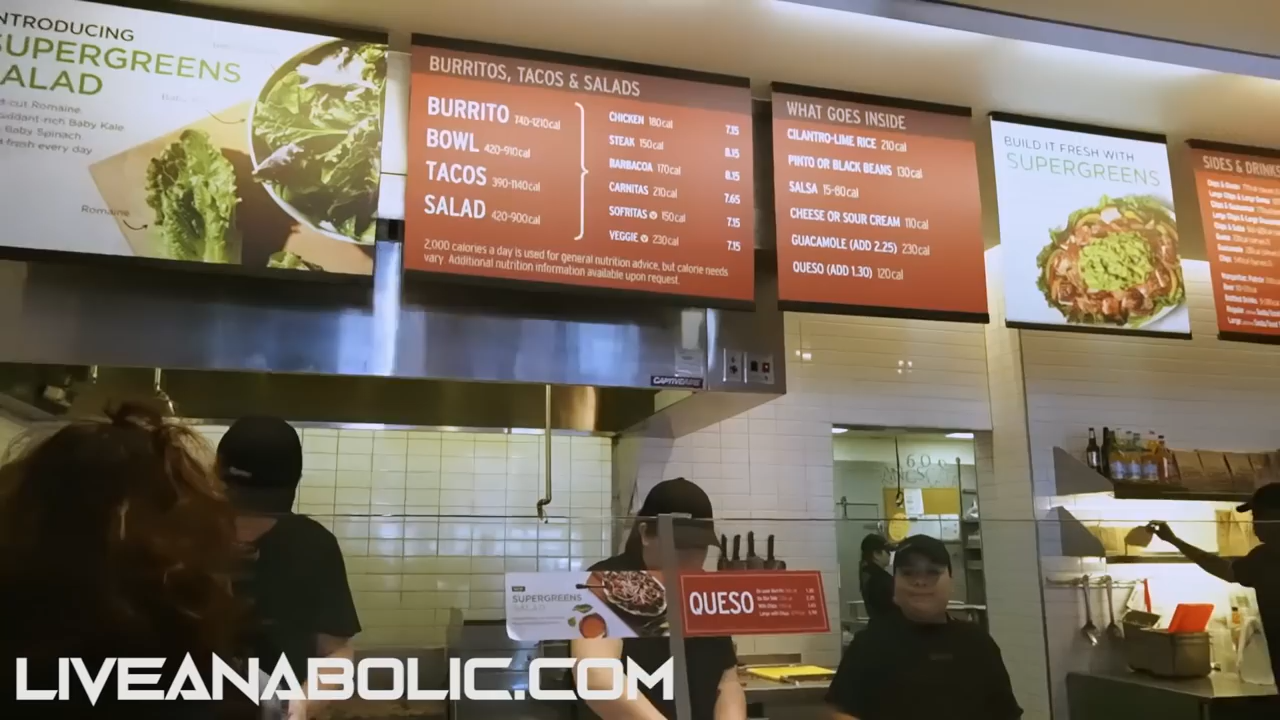 NTRODUCING
SUPERGREENS
ALAD
Romaine
BURRITOS, TACOS & SALADS
BURRITO 740-1210cal
BOWL 420-910cal
TACOS 390-1140cal
SALAD 420-900cal
CHICKEN 180cal 7.15
STEAK 150cal 8.15
BARBACOA 170cal 8.15
CARNITAS 210cal 7.65
SOFRITAS 150cal 7.15
VEGGIE 230cal 7.15
2,000 calories a day is used for general nutrition advice, but calorie needs
vary. Additional nutrition information available upon request.
WHAT GOES INSIDE
CILANTRO-LIME RICE 210cal
PINTO OR BLACK BEANS 130cal
SALSA 15-80cal
CHEESE OR SOUR CREAM 110cal
GUACAMOLE (ADD 2.25) 230cal
QUESO (ADD 1.30) 120cal
BUILD IT FRESH WITH
SUPERGREENS
SIDES & DRINKS
CAPTIVEAIRE
SUPERGREENS
SALAD
QUESO
LIVEANABOLIC.COM